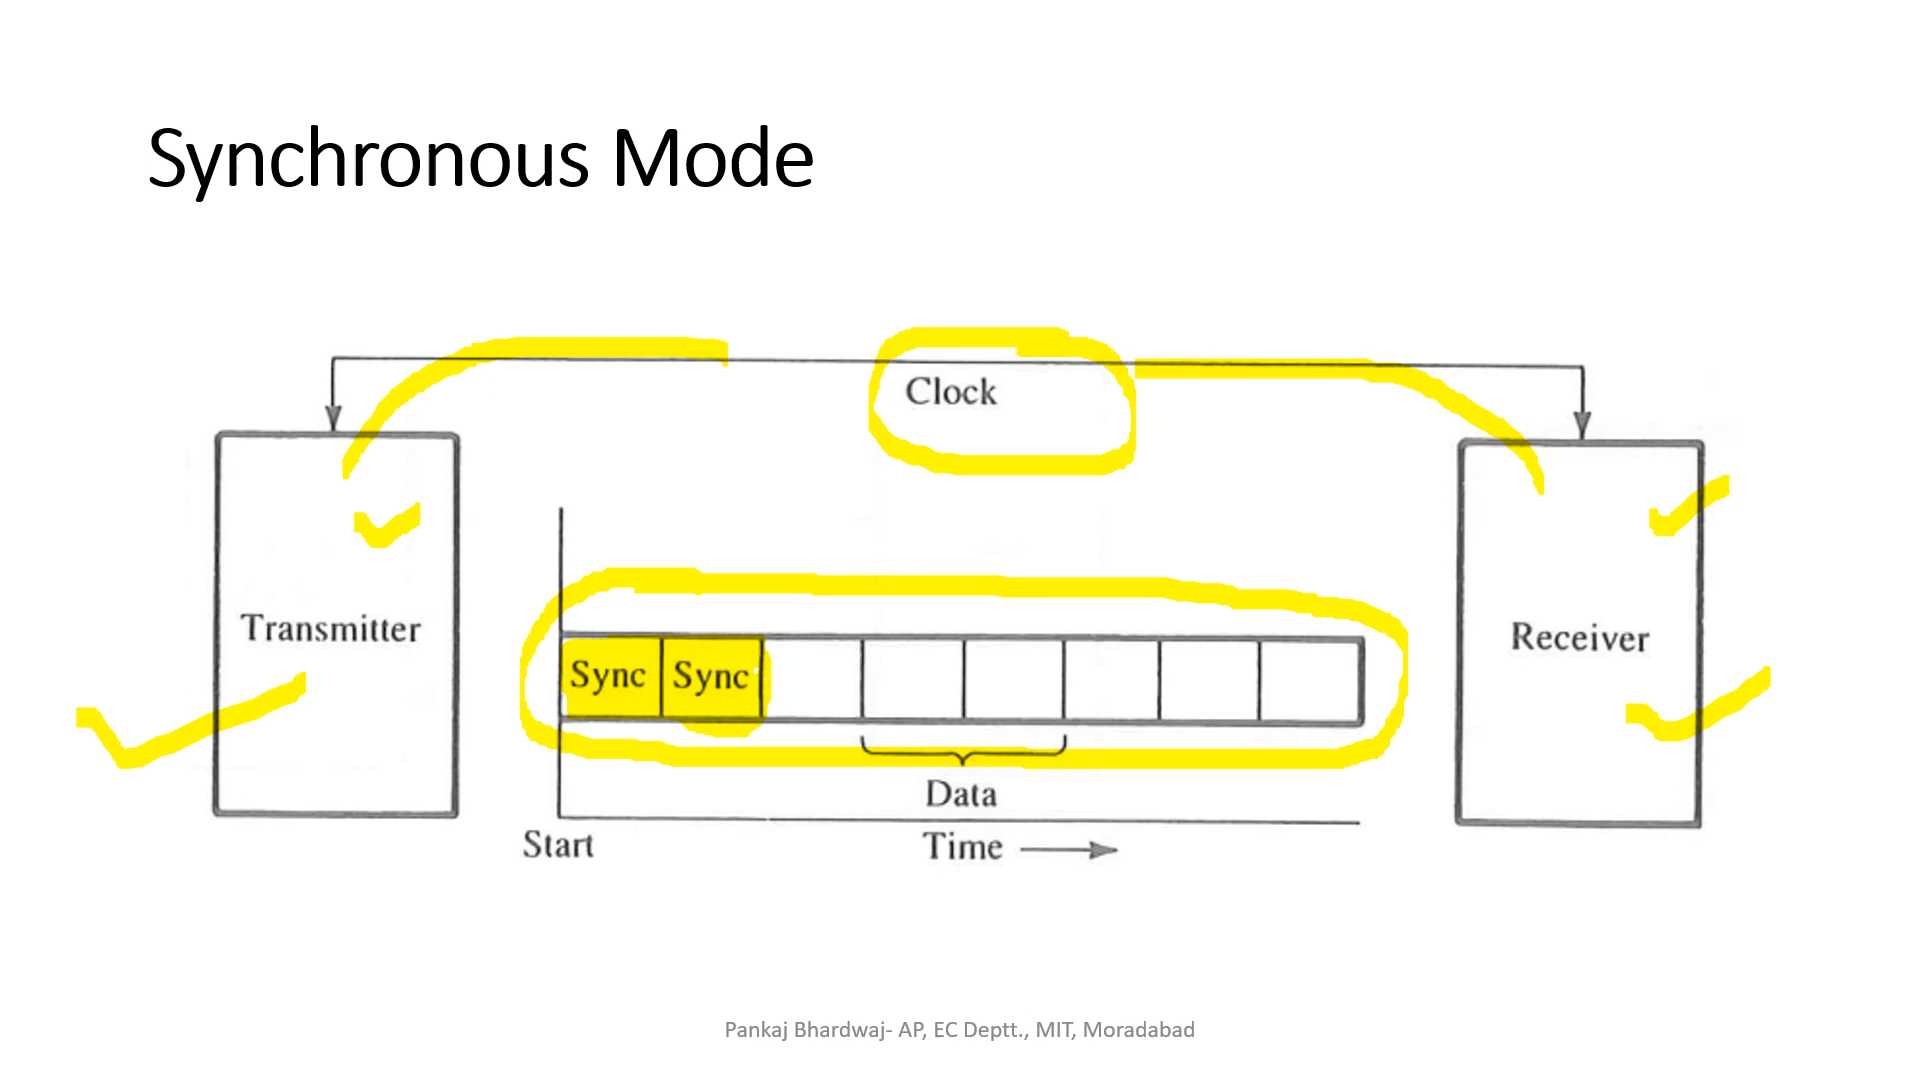 Synchronous Mode
Clock
Transmitter
Receiver
Sync Sync
Data
Start
Time
Pankaj Bhardwaj- AP, EC Deptt., MIT, Moradabad